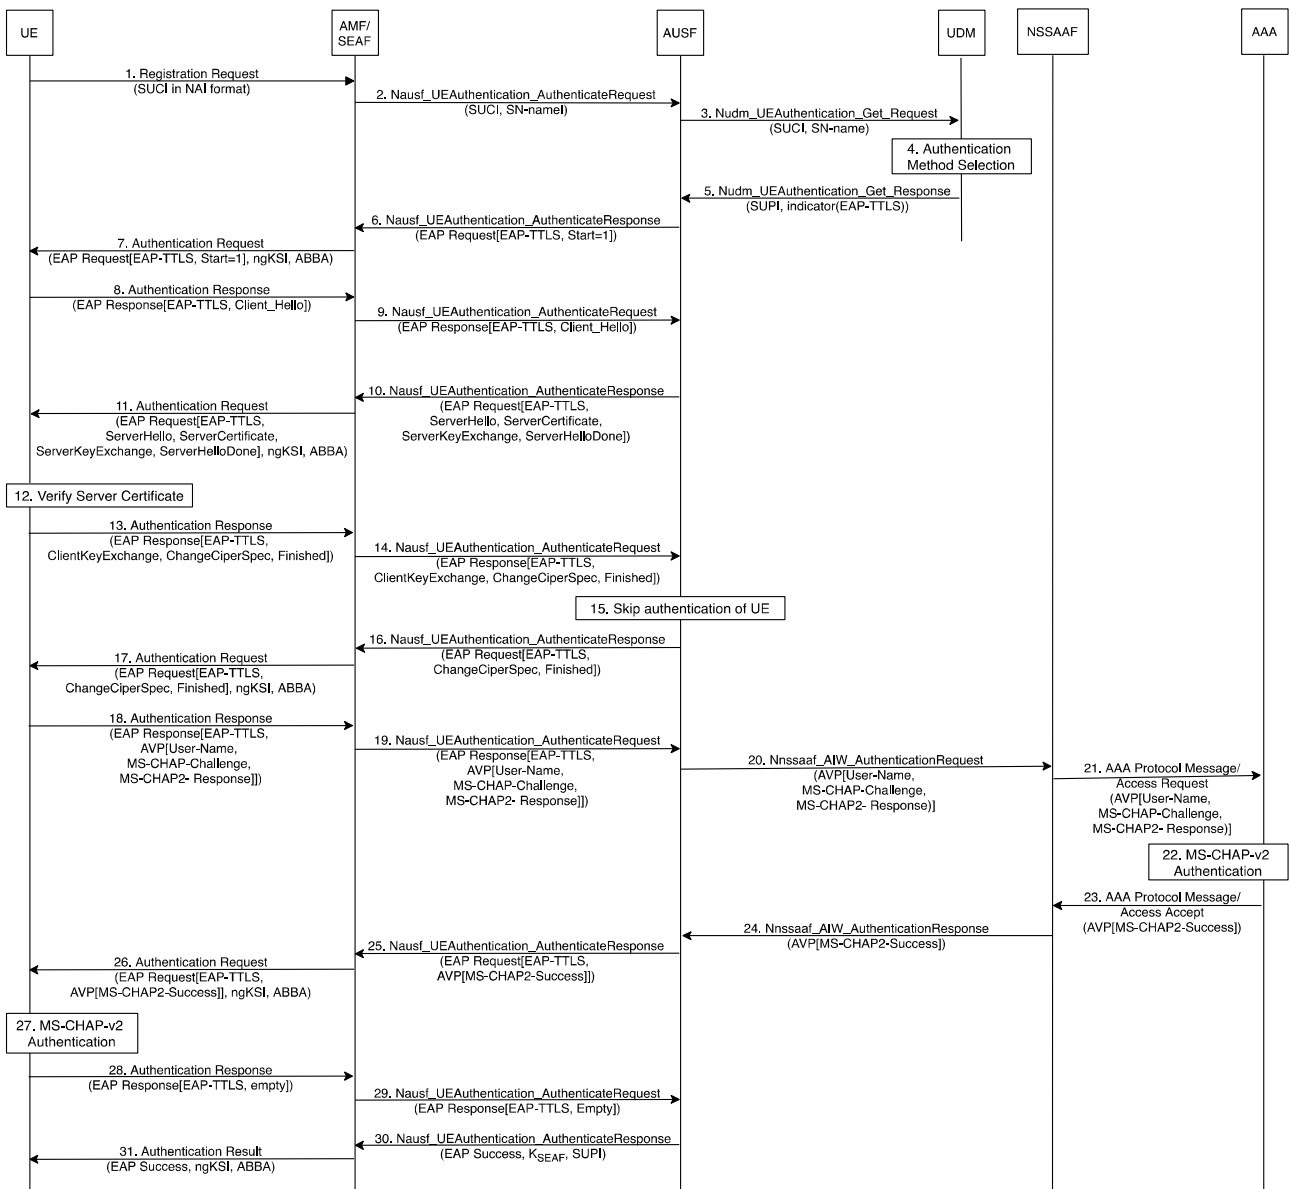 UE
AMF/
SEAF
AUSF
UDM
NSSAAF
AAA
1. Registration Request
(SUCI in NAI format)
2. Nausf_UEAuthentication_AuthenticateRequest
(SUCI, SN-nameI)
3. Nudm_UEAuthentication_Get_Request
(SUCI, SN-name)
4. Authentication
Method Selection
5. Nudm_UEAuthentication_Get_Response
(SUPI, indicator(EAP-TTLS))
6. Nausf_UEAuthentication_AuthenticateResponse
(EAP Request[EAP-TTLS, Start=1])
7. Authentication Request
(EAP Request[EAP-TTLS, Start=1], ngKSI, ABBA)
8. Authentication Response
(EAP Response[EAP-TTLS, Client_Hello])
9. Nausf_UEAuthentication_AuthenticateRequest
(EAP Response[EAP-TTLS, Client_Hello])
10. Nausf_UEAuthentication_AuthenticateResponse
(EAP Request[EAP-TTLS,
ServerHello, ServerCertificate,
ServerKeyExchange, ServerHelloDone])
11. Authentication Request
(EAP Request[EAP-TTLS,
ServerHello, ServerCertificate,
ServerKeyExchange, ServerHelloDone], ngKSI, ABBA)
12. Verify Server Certificate
13. Authentication Response
(EAP Response[EAP-TTLS,
ClientKeyExchange, ChangeCiperSpec, Finished])
14. Nausf_UEAuthentication_AuthenticateRequest
(EAP Response[EAP-TTLS,
ClientKeyExchange, ChangeCiperSpec, Finished])
15. Skip authentication of UE
16. Nausf_UEAuthentication_AuthenticateResponse
(EAP Request[EAP-TTLS,
ChangeCiperSpec, Finished])
17. Authentication Request
(EAP Request[EAP-TTLS,
ChangeCiperSpec, Finished], ngKSI, ABBA)
18. Authentication Response
(EAP Response[EAP-TTLS,
AVP[User-Name,
MS-CHAP-Challenge,
MS-CHAP2- Response]])
19. Nausf_UEAuthentication_AuthenticateRequest
(EAP Response[EAP-TTLS,
AVP[User-Name,
MS-CHAP-Challenge,
MS-CHAP2- Response]])
20. Nnssaaf_AIW_AuthenticationRequest
(AVP[User-Name,
MS-CHAP-Challenge,
MS-CHAP2- Response)]
21. AAA Protocol Message/
Access Request
(AVP[User-Name,
MS-CHAP-Challenge,
MS-CHAP2- Response)]
22. MS-CHAP-v2
Authentication
23. AAA Protocol Message/
Access Accept
(AVP[MS-CHAP2-Success])
24. Nnssaaf_AIW_AuthenticationResponse
(AVP[MS-CHAP2-Success])
25. Nausf_UEAuthentication_AuthenticateResponse
(EAP Request[EAP-TTLS,
AVP[MS-CHAP2-Success]])
26. Authentication Request
(EAP Request[EAP-TTLS,
AVP[MS-CHAP2-Success]], ngKSI, ABBA)
27. MS-CHAP-v2
Authentication
28. Authentication Response
(EAP Response[EAP-TTLS, empty])
29. Nausf_UEAuthentication_AuthenticateRequest
(EAP Response[EAP-TTLS, Empty])
30. Nausf_UEAuthentication_AuthenticateResponse
(EAP Success, KSEAF, SUPI)
31. Authentication Result
(EAP Success, ngKSI, ABBA)